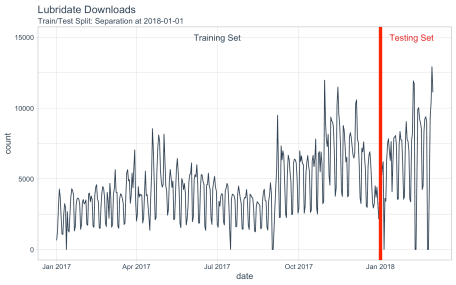 Lubridate Downloads
Train/Test Split: Separation at 2018-01-01
Training Set
Testing Set
15000
10000
5000
0
count
Jan 2017
Apr 2017
Jul 2017
Oct 2017
Jan 2018
date